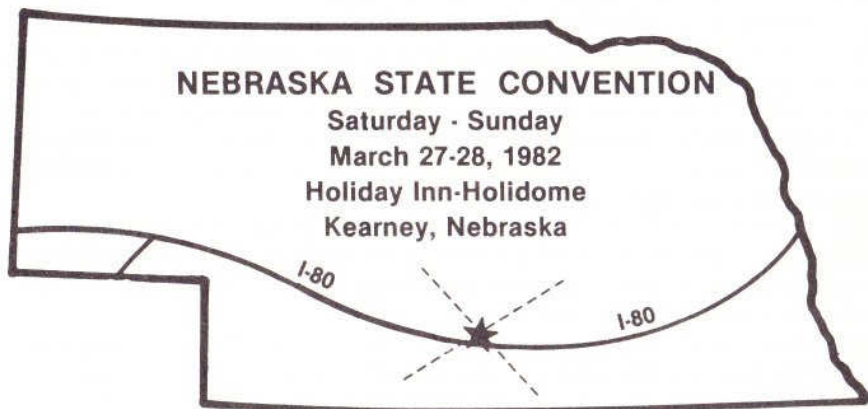 NEBRASKA STATE CONVENTION
Saturday - Sunday
March 27-28, 1982
Holiday Inn-Holidome
Kearney, Nebraska
I-80
I-80